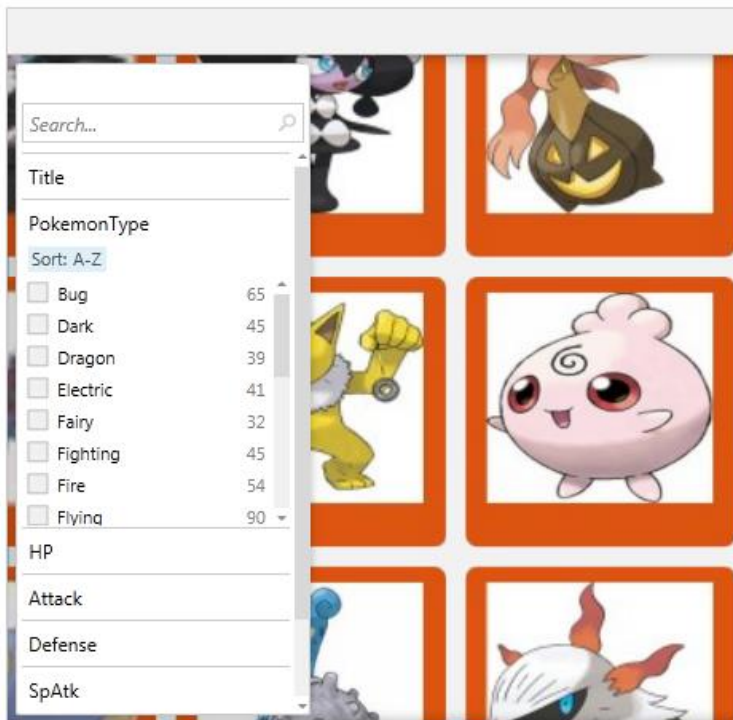 Search...
Title
PokemonType
Sort: A-Z
Bug 65
Dark 45
Dragon 39
Electric 41
Fairy 32
Fighting 45
Fire 54
Flying 90
HP
Attack
Defense
SpAtk